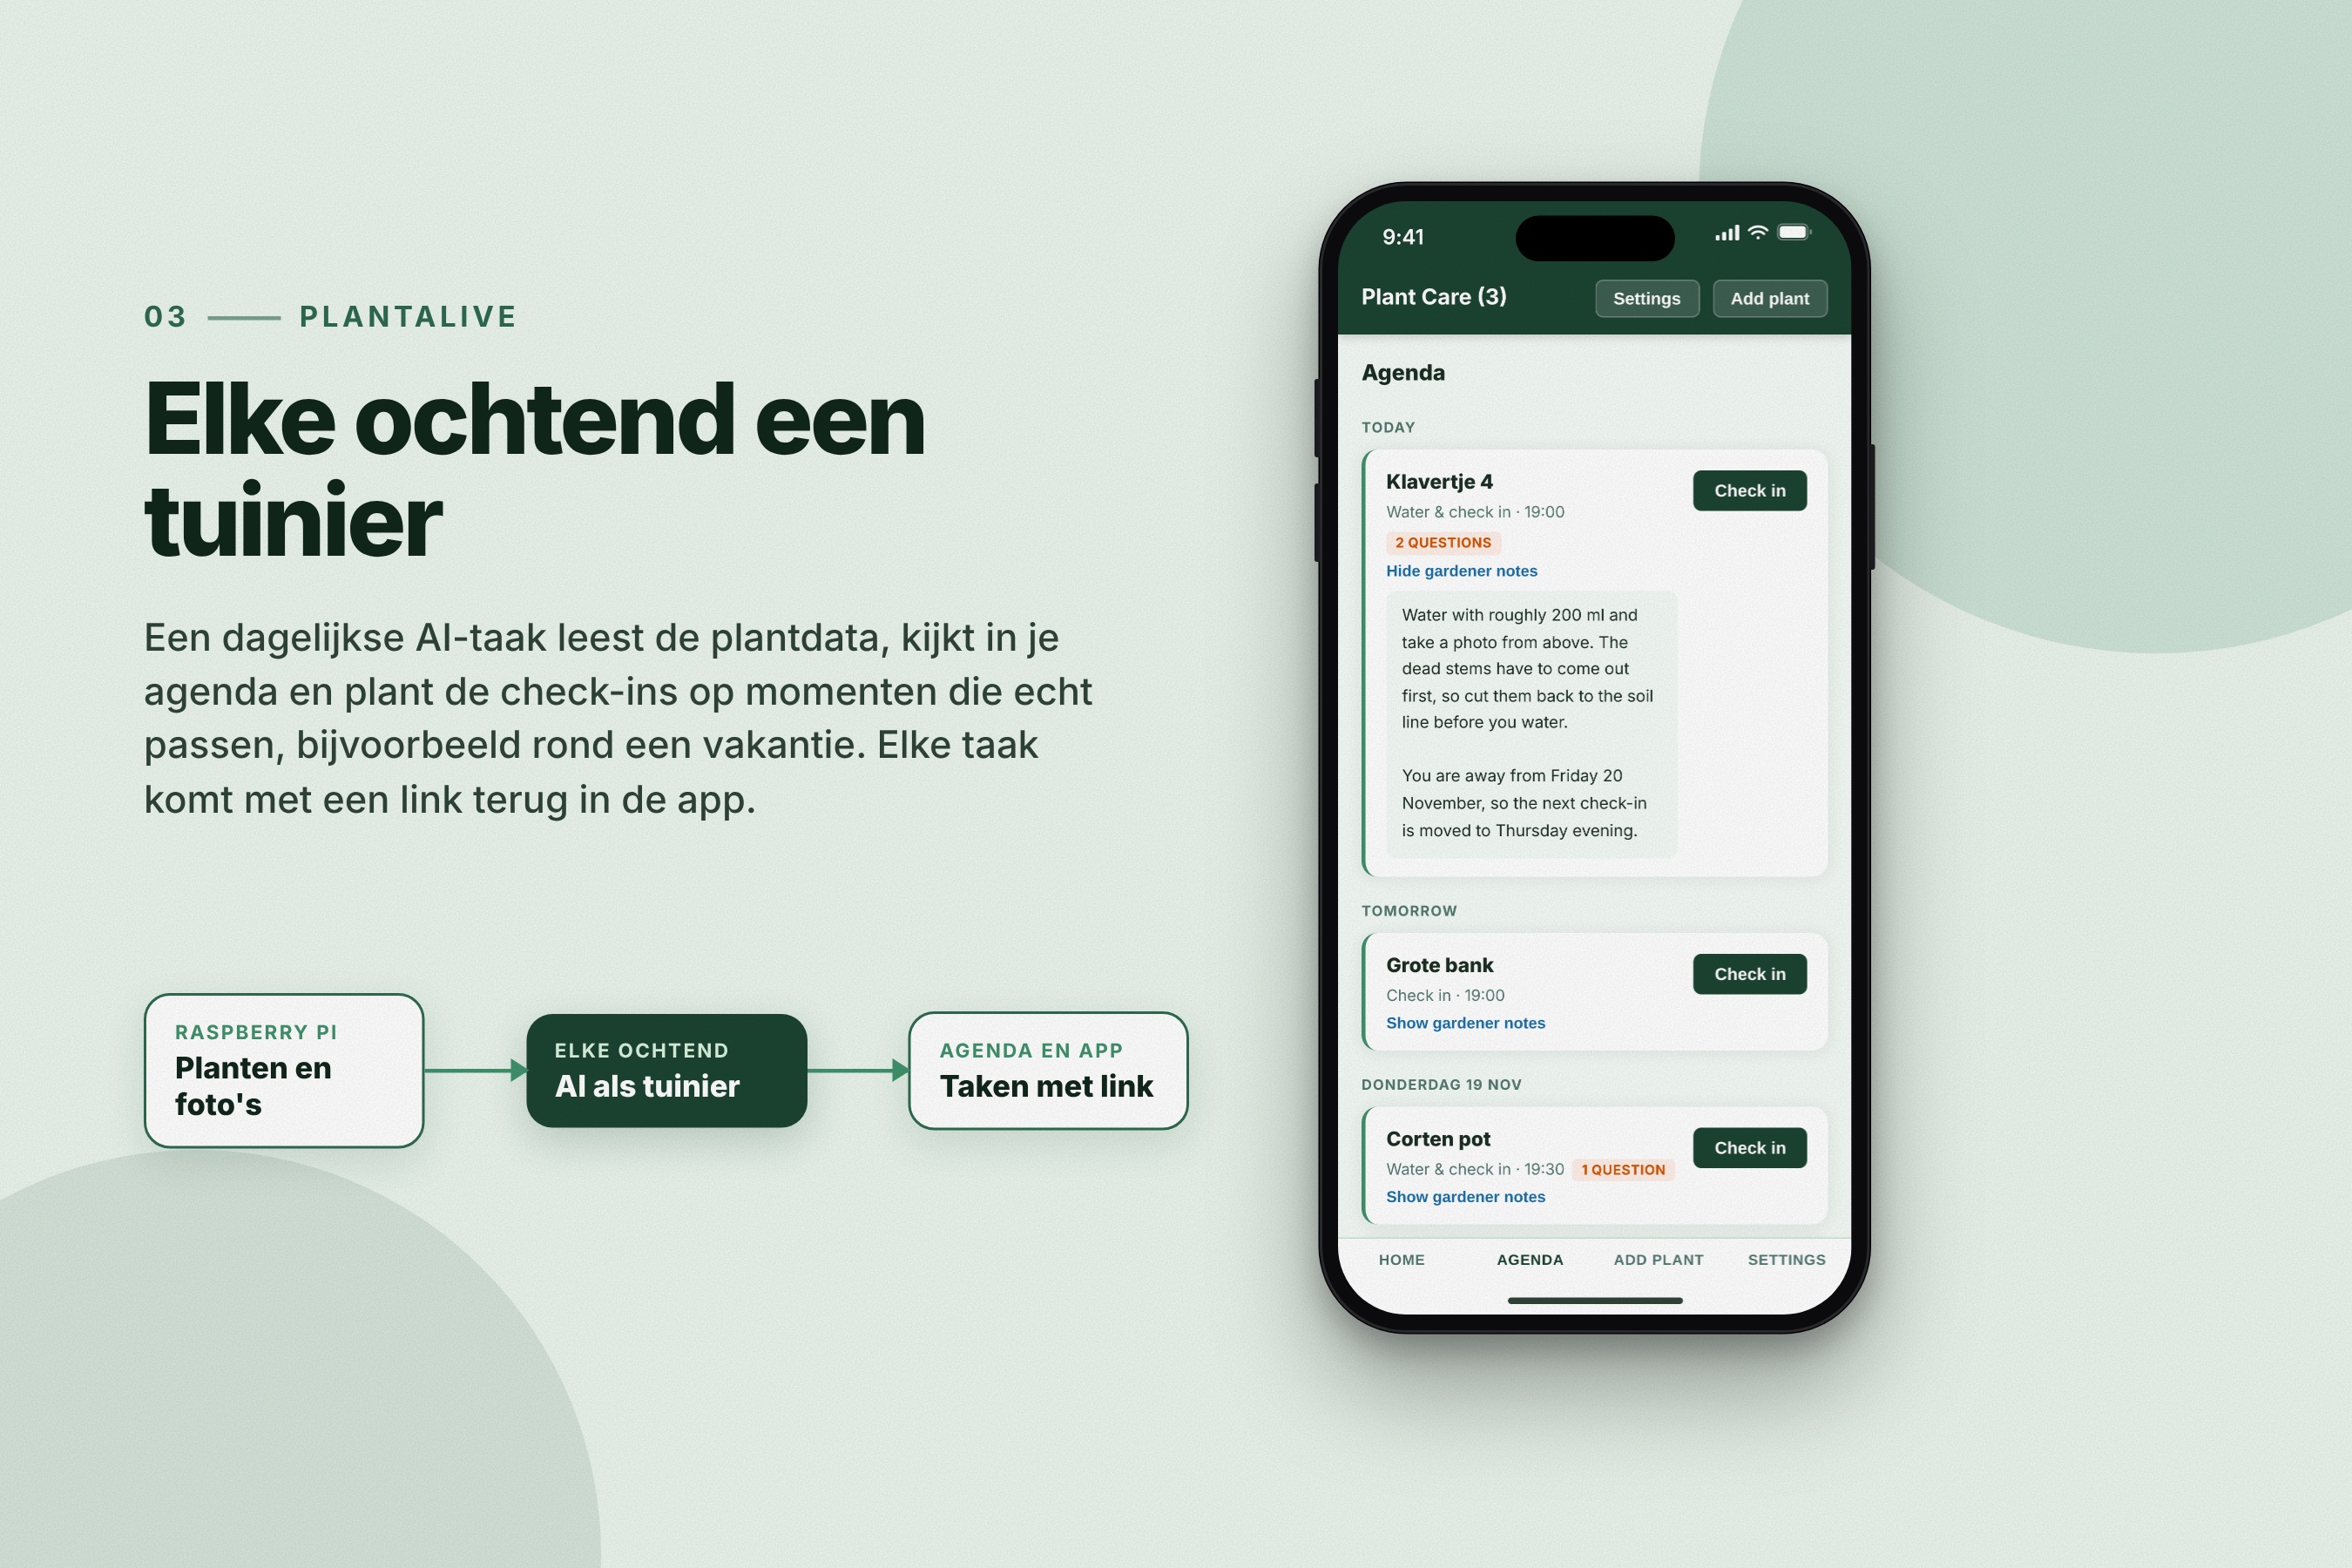 03 PLANTALIVE
Elke ochtend een
tuinier
Een dagelijkse AI-taak leest de plantdata, kijkt in je
agenda en plant de check-ins op momenten die echt
passen, bijvoorbeeld rond een vakantie. Elke taak
komt met een link terug in de app.
RASPBERRY PI
Planten en
foto's
ELKE OCHTEND
AI als tuinier
AGENDA EN APP
Taken met link
9:41
Plant Care (3)
Settings
Add plant
Agenda
TODAY
Klavertje 4
Check in
Water & check in · 19:00
2 QUESTIONS
Hide gardener notes
Water with roughly 200 ml and
take a photo from above. The
dead stems have to come out
first, so cut them back to the soil
line before you water.
You are away from Friday 20
November, so the next check-in
is moved to Thursday evening.
TOMORROW
Grote bank
Check in
Check in · 19:00
Show gardener notes
DONDERDAG 19 NOV
Corten pot
Check in
Water & check in · 19:30 1 QUESTION
Show gardener notes
HOME AGENDA ADD PLANT SETTINGS